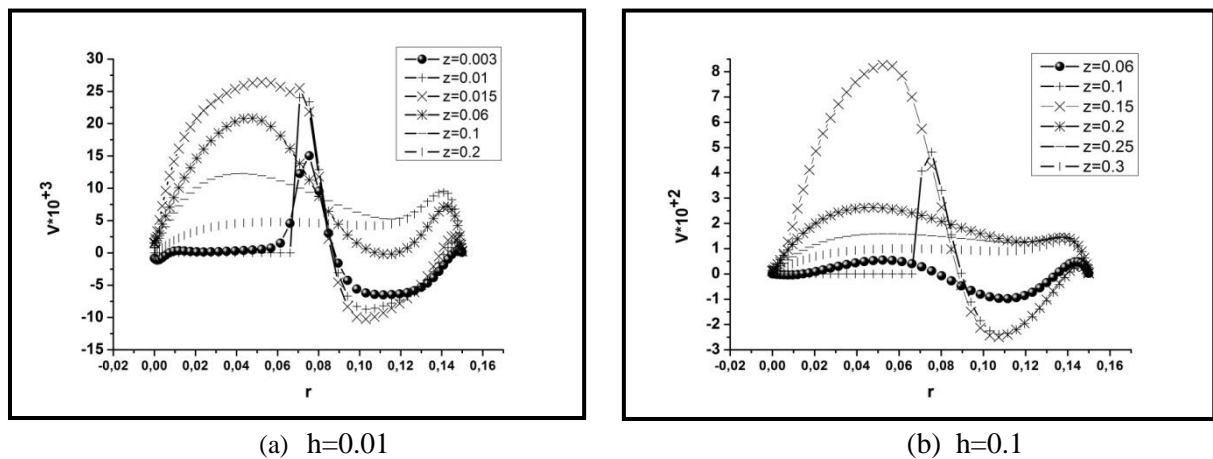 V*10⁺³
30
25
20
15
10
5
0
-5
-10
-15
-0,02 0,00 0,02 0,04 0,06 0,08 0,10 0,12 0,14 0,16
r
z=0.003
z=0.01
z=0.015
z=0.06
z=0.1
z=0.2
(a) h=0.01
V*10⁺²
8
6
4
2
1
0
-1
-2
-3
-0,02 0,00 0,02 0,04 0,06 0,08 0,10 0,12 0,14 0,16
r
z=0.06
z=0.1
z=0.15
z=0.2
z=0.25
z=0.3
(b) h=0.1